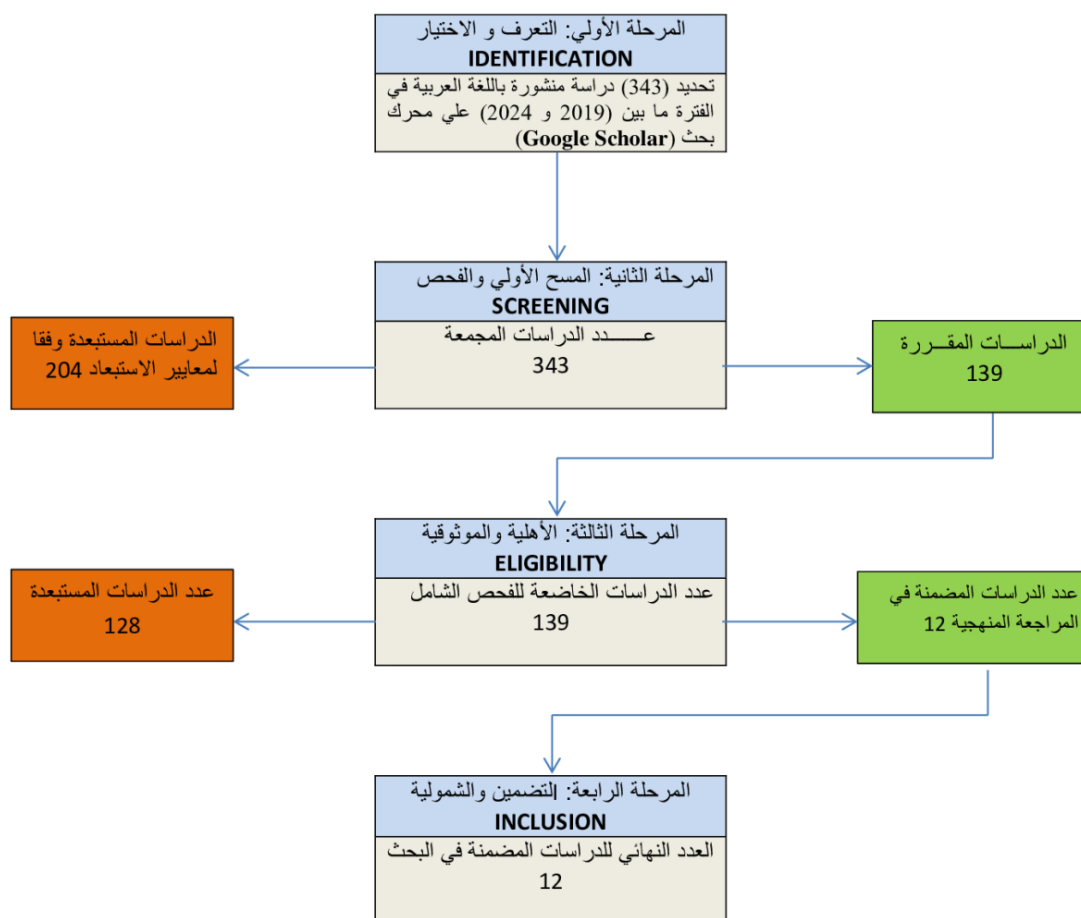 المرحلة الأولي: التعرف و الاختيار
IDENTIFICATION
تحديد (343) دراسة منشورة باللغة العربية في
الفترة ما بين (2019 و 2024) علي محرك
بحث (Google Scholar)
المرحلة الثانية: المسح الأولي والفحص
SCREENING
عـــــــدد الدراسات المجمعة
343
الدراســـات المقـــررة
139
الدراسات المستبعدة وفقا
لمعايير الاستبعاد 204
المرحلة الثالثة: الأهلية والموثوقية
ELIGIBILITY
عدد الدراسات الخاضعة للفحص الشامل
139
عدد الدراسات المضمنة في
المراجعة المنهجية 12
عدد الدراسات المستبعدة
128
المرحلة الرابعة: التضمين والشمولية
INCLUSION
العدد النهائي للدراسات المضمنة في البحث
12